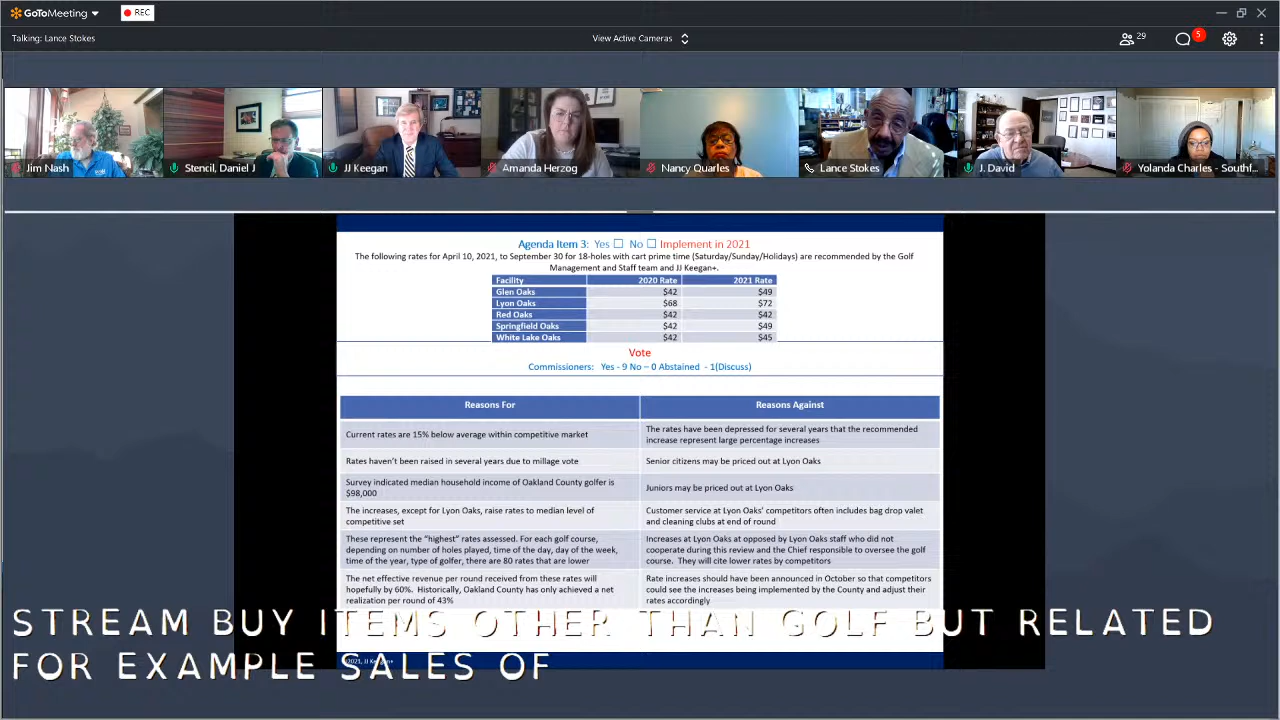 GoToMeeting
REC
Talking: Lance Stokes
View Active Cameras
29
5
Jim Nash
Stencil, Daniel J
JJ Keegan
Amanda Herzog
Nancy Quarles
Lance Stokes
J. David
Yolanda Charles - Southf...
Agenda Item 3: Yes ☐ No ☐ Implement in 2021
The following rates for April 10, 2021, to September 30 for 18-holes with cart prime time (Saturday/Sunday/Holidays) are recommended by the Golf
Management and Staff team and JJ Keegan+.
Facility 2020 Rate 2021 Rate
Glen Oaks $42 $49
Lyon Oaks $68 $72
Red Oaks $42 $42
Springfield Oaks $42 $49
White Lake Oaks $42 $45
Vote
Commissioners: Yes - 9 No – 0 Abstained - 1(Discuss)
Reasons For
Reasons Against
Current rates are 15% below average within competitive market
The rates have been depressed for several years that the recommended
increase represent large percentage increases
Rates haven't been raised in several years due to millage vote
Senior citizens may be priced out at Lyon Oaks
Survey indicated median household income of Oakland County golfer is
$98,000
Juniors may be priced out at Lyon Oaks
The increases, except for Lyon Oaks, raise rates to median level of
competitive set
Customer service at Lyon Oaks' competitors often includes bag drop valet
and cleaning clubs at end of round
These represent the "highest" rates assessed. For each golf course,
depending on number of holes played, time of the day, day of the week,
time of the year, type of golfer, there are 80 rates that are lower
Increases at Lyon Oaks at opposed by Lyon Oaks staff who did not
cooperate during this review and the Chief responsible to oversee the golf
course. They will cite lower rates by competitors
The net effective revenue per round received from these rates will
hopefully by 60%. Historically, Oakland County has only achieved a net
realization per round of 43%
Rate increases should have been announced in October so that competitors
could see the increases being implemented by the County and adjust their
rates accordingly
STREAM BUY ITEMS OTHER THAN GOLF BUT RELATED
FOR EXAMPLE SALES OF